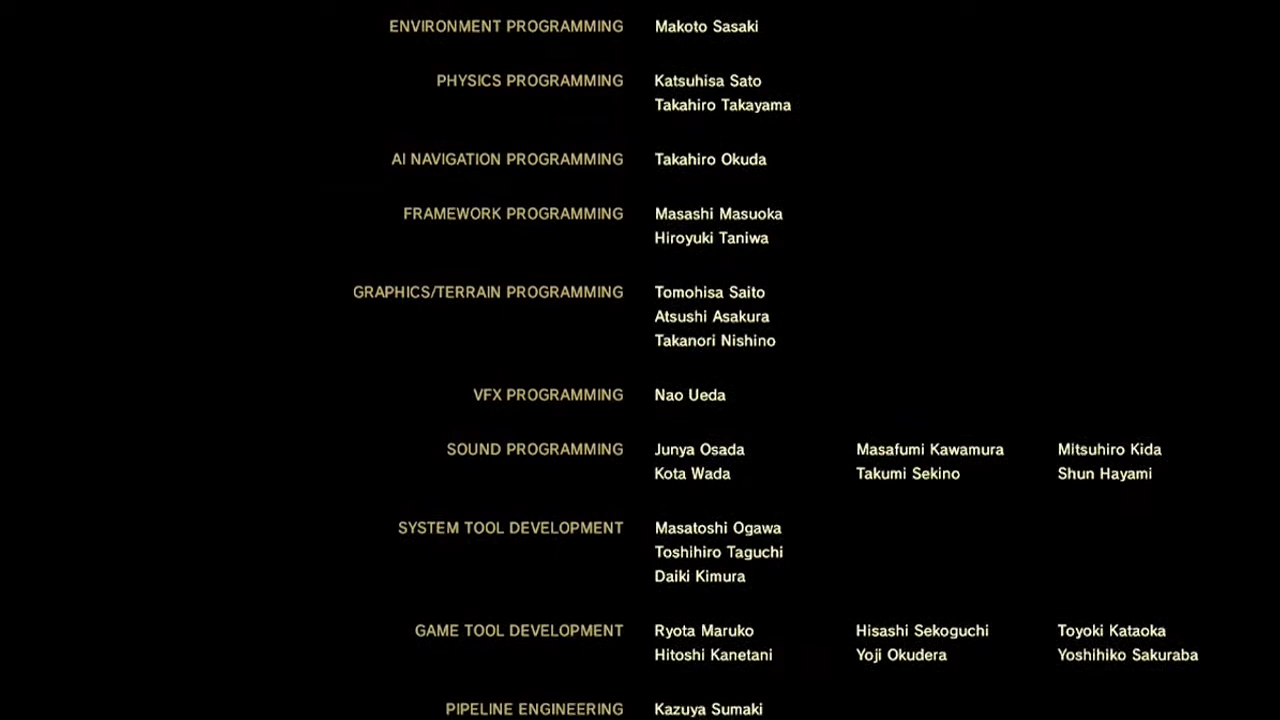 ENVIRONMENT PROGRAMMING Makoto Sasaki
PHYSICS PROGRAMMING Katsuhisa Sato
Takahiro Takayama
AI NAVIGATION PROGRAMMING Takahiro Okuda
FRAMEWORK PROGRAMMING Masashi Masuoka
Hiroyuki Taniwa
GRAPHICS/TERRAIN PROGRAMMING Tomohisa Saito
Atsushi Asakura
Takanori Nishino
VFX PROGRAMMING Nao Ueda
SOUND PROGRAMMING Junya Osada Masafumi Kawamura Mitsuhiro Kida
Kota Wada Takumi Sekino Shun Hayami
SYSTEM TOOL DEVELOPMENT Masatoshi Ogawa
Toshihiro Taguchi
Daiki Kimura
GAME TOOL DEVELOPMENT Ryota Maruko Hisashi Sekoguchi Toyoki Kataoka
Hitoshi Kanetani Yoji Okudera Yoshihiko Sakuraba
PIPELINE ENGINEERING Kazuya Sumaki